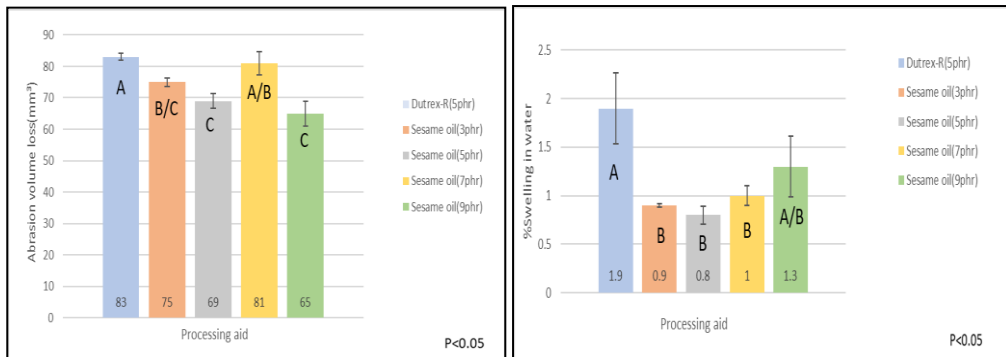 90
80
70
60
50
40
30
20
10
0
Abrasion volume loss(mm³)
A
B/C
C
A/B
C
83
75
69
81
65
Processing aid
Dutrex-R(5phr)
Sesame oil(3phr)
Sesame oil(5phr)
Sesame oil(7phr)
Sesame oil(9phr)
P<0.05
2.5
2
1.5
1
0.5
0
%Swelling in water
A
B
B
B
A/B
1.9
0.9
0.8
1
1.3
Processing aid
Dutrex-R(5phr)
Sesame oil(3phr)
Sesame oil(5phr)
Sesame oil(7phr)
Sesame oil(9phr)
P<0.05